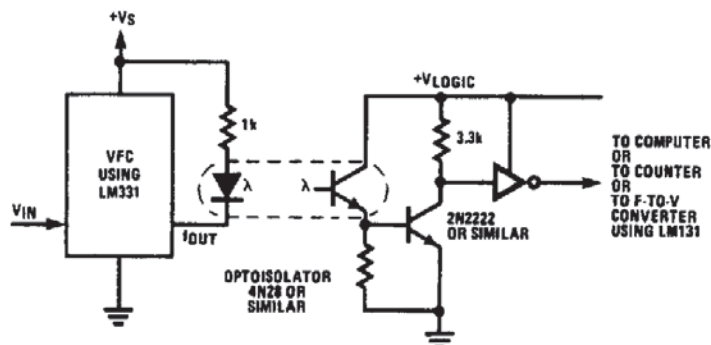 +VS
1k
VFC
USING
LM331
VIN
fOUT
λ
λ
OPTOISOLATOR
4N28 OR
SIMILAR
+VLOGIC
3.3k
2N2222
OR SIMILAR
TO COMPUTER
OR
TO COUNTER
OR
TO F-TO-V
CONVERTER
USING LM131